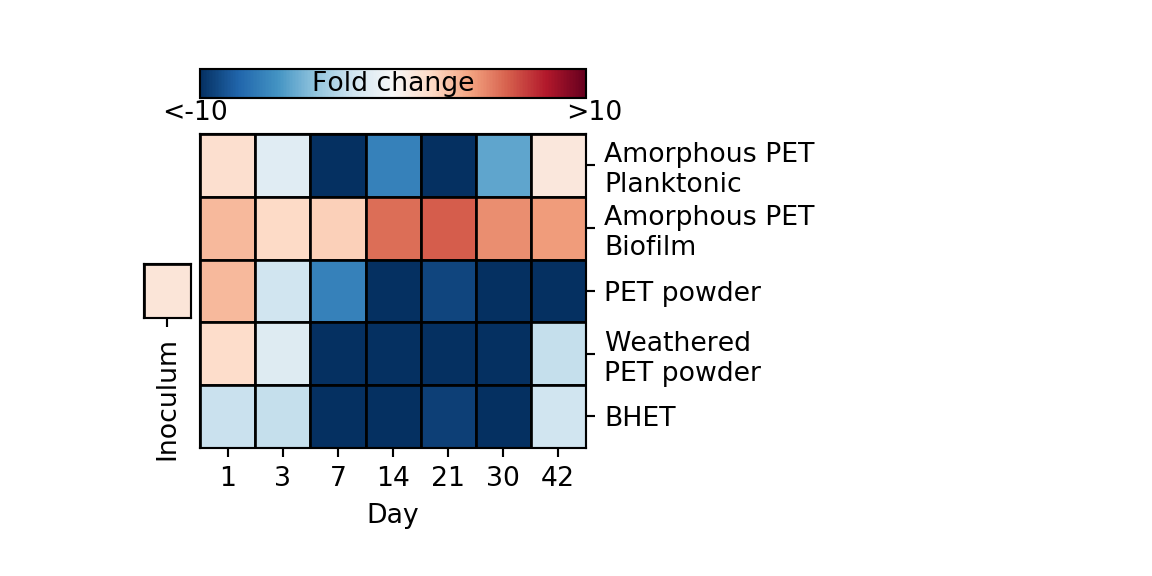 Fold change
<-10
>10
Amorphous PET
Planktonic
Amorphous PET
Biofilm
PET powder
Weathered
PET powder
BHET
Inoculum
1 3 7 14 21 30 42
Day